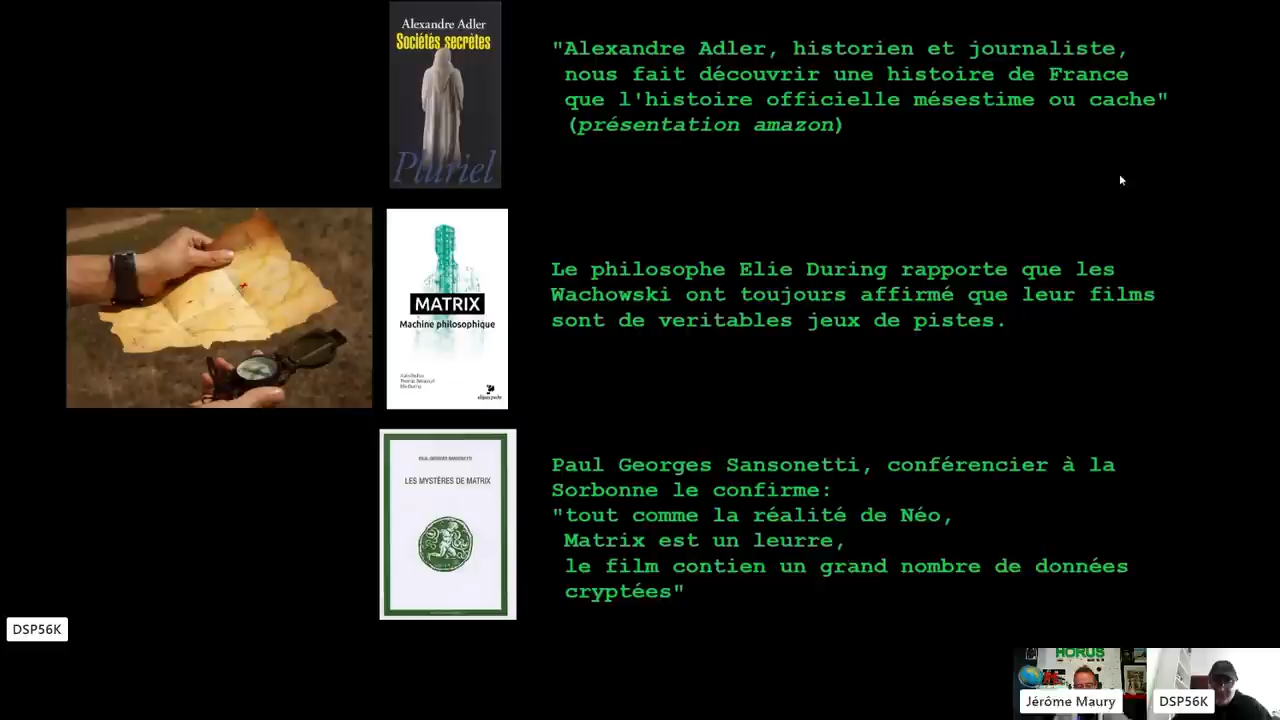 Alexandre Adler
Sociétés secrètes
Pluriel
"Alexandre Adler, historien et journaliste,
nous fait découvrir une histoire de France
que l'histoire officielle mésestime ou cache"
(présentation amazon)
MATRIX
Machine philosophique
Le philosophe Elie During rapporte que les
Wachowski ont toujours affirmé que leur films
sont de veritables jeux de pistes.
PAUL-GEORGES SANSONETTI
LES MYSTÈRES DE MATRIX
Paul Georges Sansonetti, conférencier à la
Sorbonne le confirme:
"tout comme la réalité de Néo,
Matrix est un leurre,
le film contien un grand nombre de données
cryptées"
DSP56K
HORUS
Jérôme Maury
DSP56K